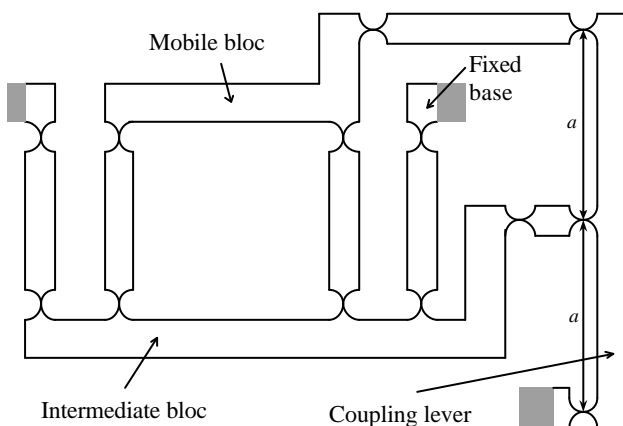 Mobile bloc
Fixed
base
a
a
Intermediate bloc
Coupling lever